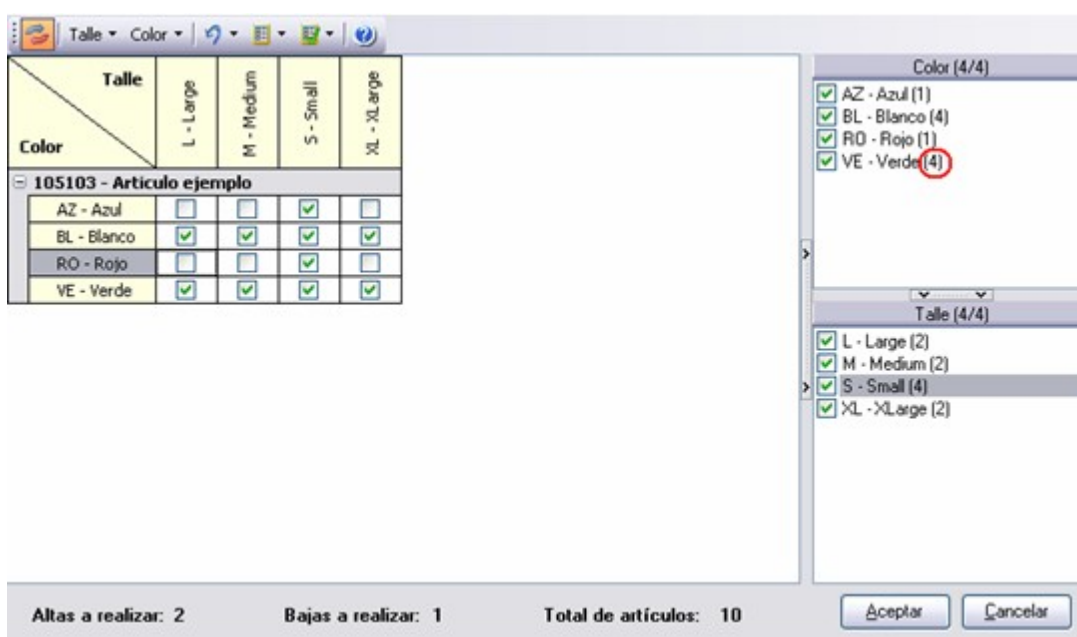 Talle Color
Talle
Color
L - Large
M - Medium
S - Small
XL - XLarge
105103 - Articulo ejemplo
AZ - Azul
BL - Blanco
RO - Rojo
VE - Verde
Color (4/4)
AZ - Azul (1)
BL - Blanco (4)
RO - Rojo (1)
VE - Verde (4)
Talle (4/4)
L - Large (2)
M - Medium (2)
S - Small (4)
XL - XLarge (2)
Altas a realizar: 2 Bajas a realizar: 1 Total de artículos: 10
Aceptar Cancelar